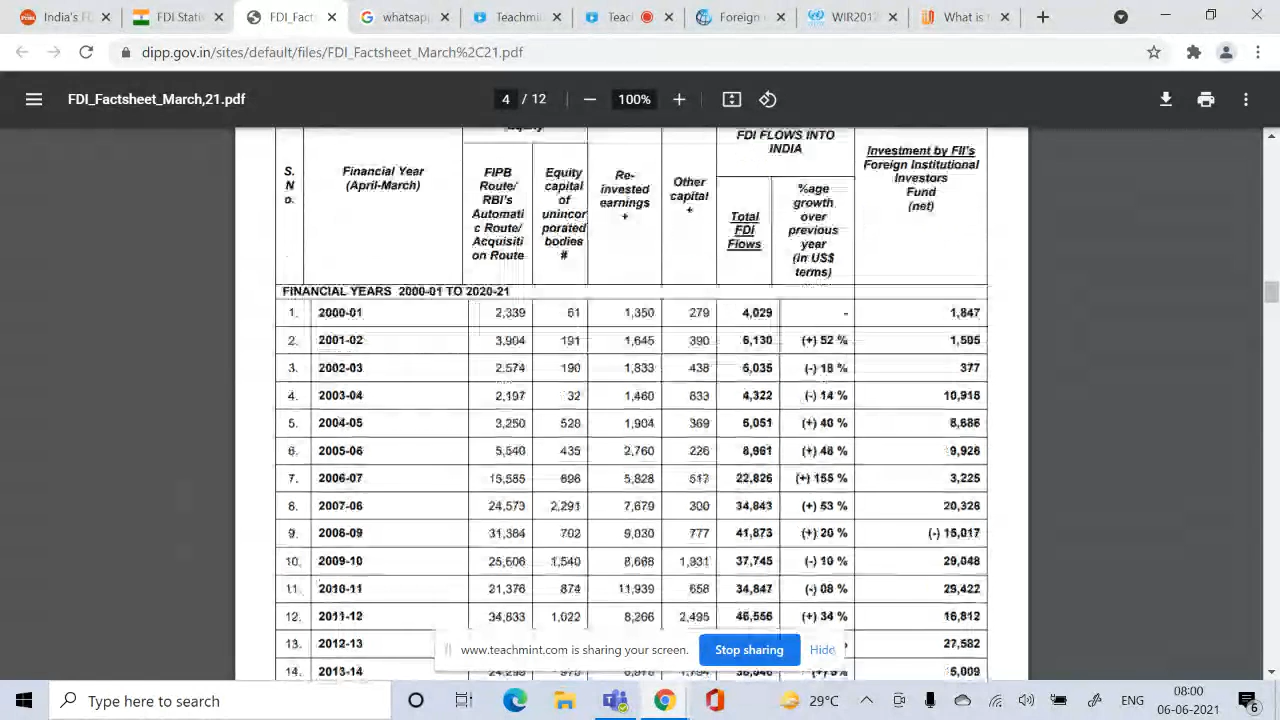 India's F
FDI Statis
FDI_Facts
whatsapp
Teachmi
Teac
Foreign
WIR2012
What is
dipp.gov.in/sites/default/files/FDI_Factsheet_March%2C21.pdf
FDI_Factsheet_March,21.pdf
4 / 12
100%
S. No.
Financial Year (April-March)
FIPB Route/ RBI's Automatic Route/ Acquisition Route
Equity capital of unincorporated bodies #
Re-invested earnings +
Other capital +
FDI FLOWS INTO INDIA
Total FDI Flows
%age growth over previous year (in US$ terms)
Investment by FII's Foreign Institutional Investors Fund (net)
FINANCIAL YEARS 2000-01 TO 2020-21
1. 2000-01 2,339 61 1,350 279 4,029 - 1,847
2. 2001-02 3,904 191 1,645 390 6,130 (+) 52 % 1,505
3. 2002-03 2,574 190 1,833 438 5,035 (-) 18 % 377
4. 2003-04 2,197 32 1,460 633 4,322 (-) 14 % 10,918
5. 2004-05 3,250 528 1,904 369 6,051 (+) 40 % 8,686
6. 2005-06 5,540 435 2,760 226 8,961 (+) 48 % 9,926
7. 2006-07 15,585 896 5,828 517 22,826 (+) 155 % 3,225
8. 2007-08 24,573 2,291 7,679 300 34,843 (+) 53 % 20,328
9. 2008-09 31,364 702 9,030 777 41,873 (+) 20 % (-) 15,017
10. 2009-10 25,606 1,540 8,668 1,931 37,745 (-) 10 % 29,048
11. 2010-11 21,376 874 11,939 658 34,847 (-) 08 % 29,422
12. 2011-12 34,833 1,022 8,206 2,495 46,556 (+) 34 % 16,812
13. 2012-13 27,582
14. 2013-14 5,009
www.teachmint.com is sharing your screen.
Stop sharing
Hide
Type here to search
29°C
ENG
08:00
06-06-2021
6